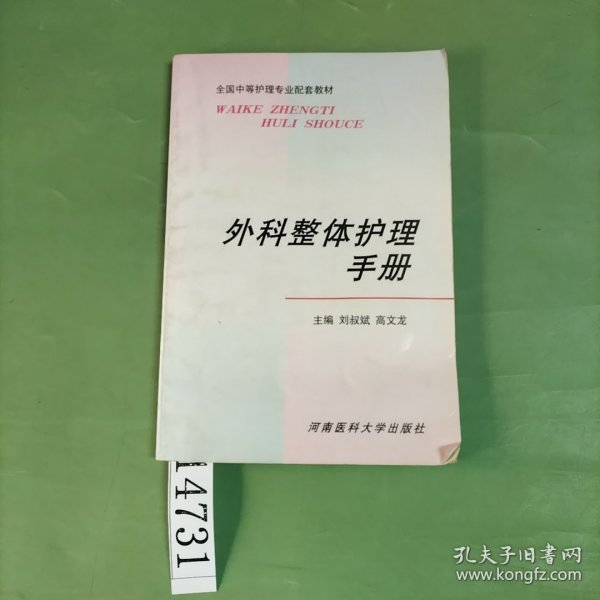 全国中等护理专业配套教材
WAIKE ZHENGTI
HULI SHOUCE
外科整体护理
手册
主编 刘叔斌 高文龙
河南医科大学出版社
14731
孔夫子旧书网
www.kongfz.com